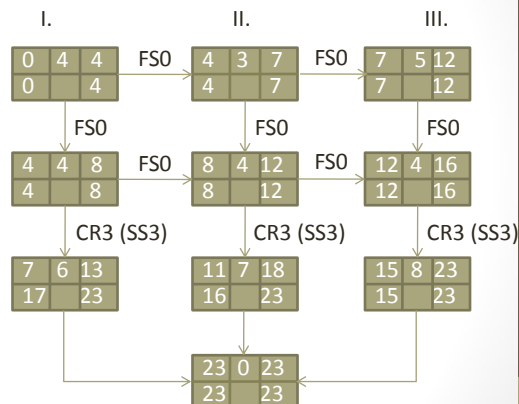 I. II. III.
0 4 4 FS0 4 3 7 FS0 7 5 12
0 4 4 7 7 12
FS0 FS0 FS0
4 4 8 FS0 8 4 12 FS0 12 4 16
4 8 8 12 12 16
CR3 (SS3) CR3 (SS3) CR3 (SS3)
7 6 13 11 7 18 15 8 23
17 23 16 23 15 23
23 0 23
23 23